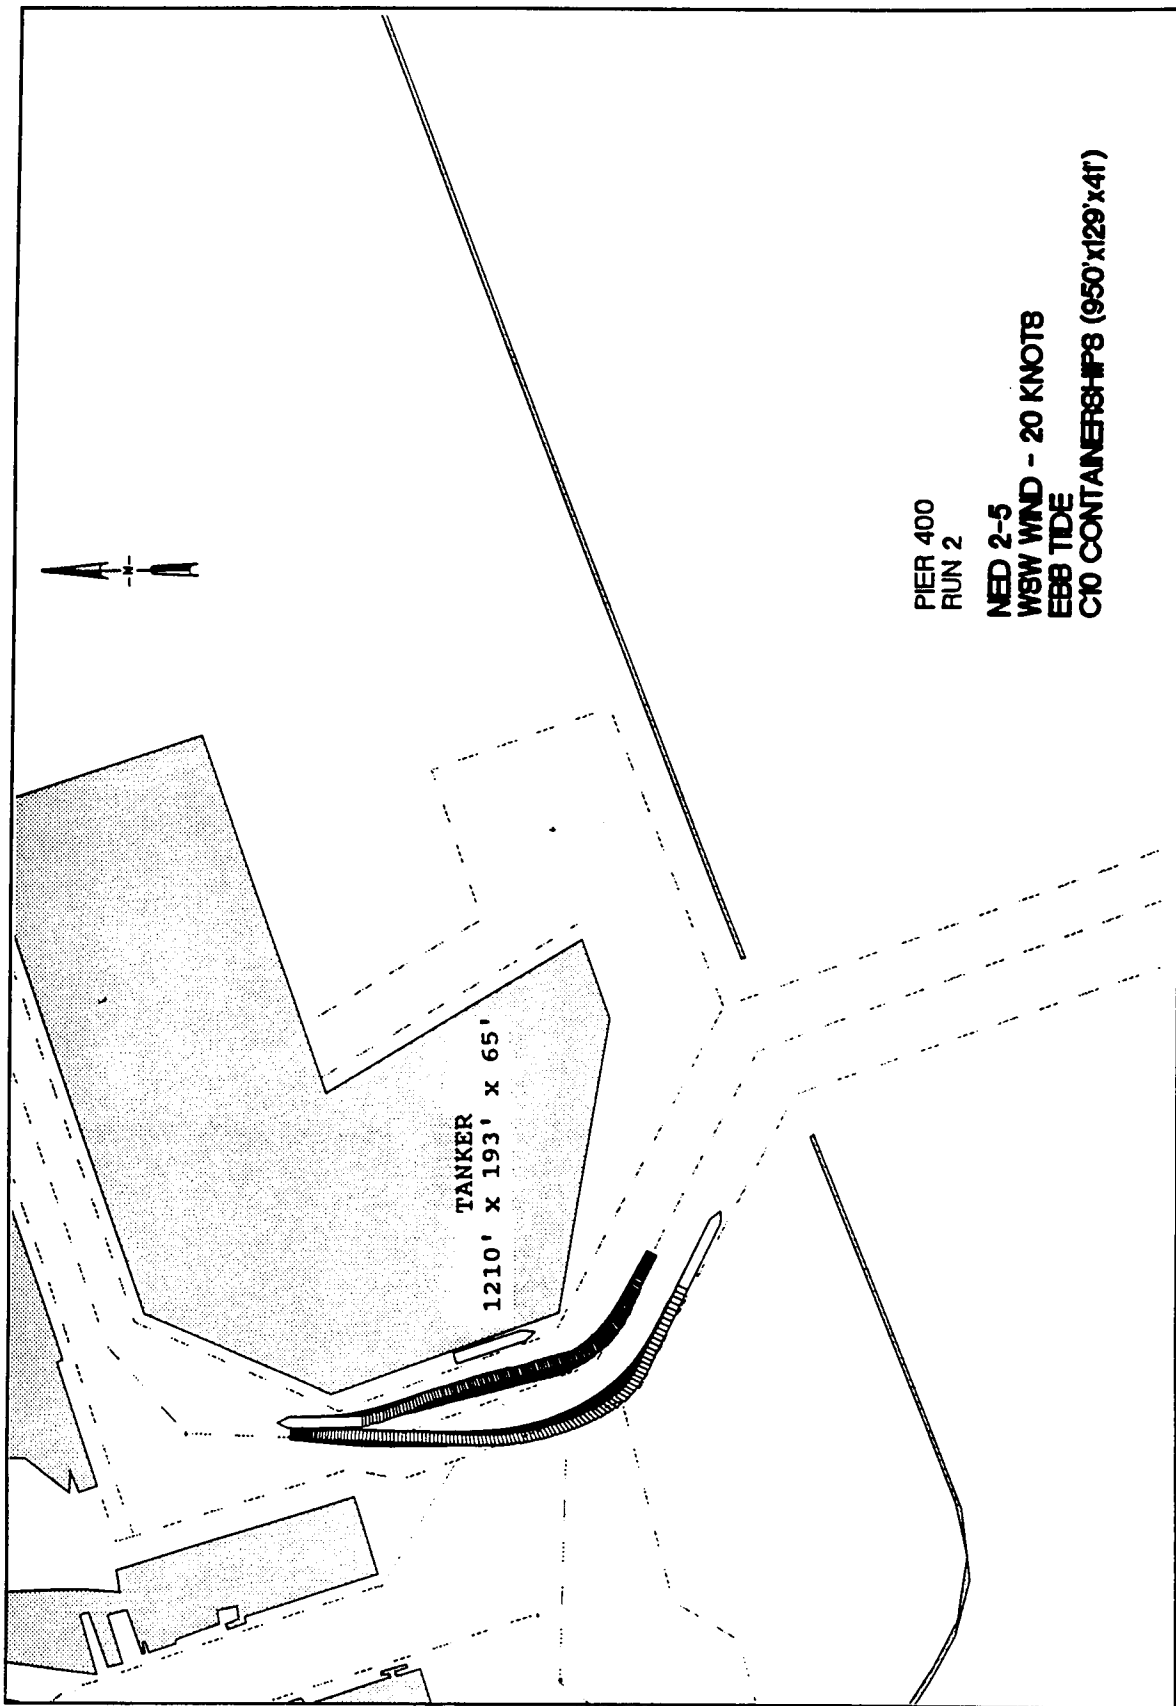 -N-
TANKER
1210' x 193' x 65'
PIER 400
RUN 2
NED 2-5
WSW WIND - 20 KNOTS
EBB TIDE
C10 CONTAINERSHIPS (950'x129'x41')